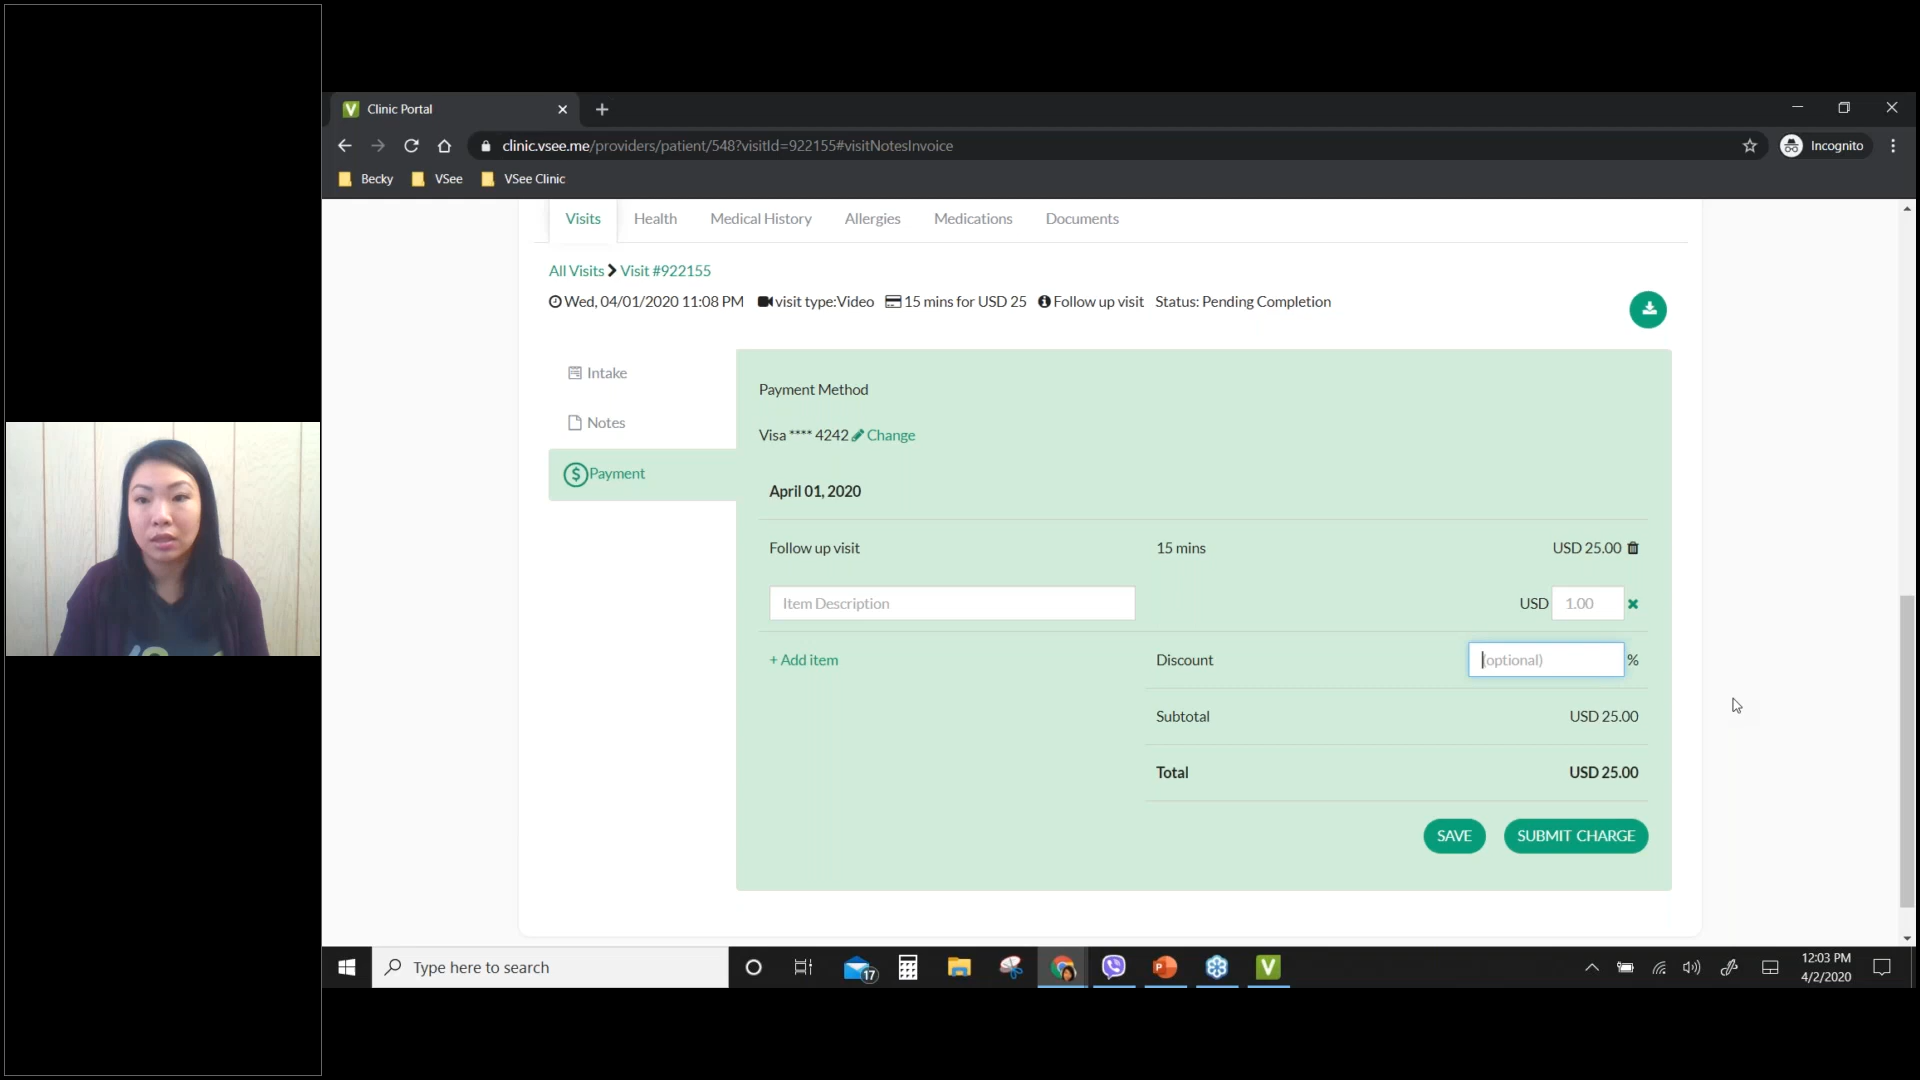 Clinic Portal
clinic.vsee.me/providers/patient/548?visitId=922155#visitNotesInvoice
Incognito
Becky VSee VSee Clinic
Visits Health Medical History Allergies Medications Documents
All Visits Visit #922155
Wed, 04/01/2020 11:08 PM visit type:Video 15 mins for USD 25 Follow up visit Status: Pending Completion
Intake
Notes
Payment
Payment Method
Visa **** 4242 Change
April 01, 2020
Follow up visit 15 mins USD 25.00
Item Description USD 1.00
+ Add item Discount (optional) %
Subtotal USD 25.00
Total USD 25.00
SAVE SUBMIT CHARGE
Type here to search
17
12:03 PM
4/2/2020